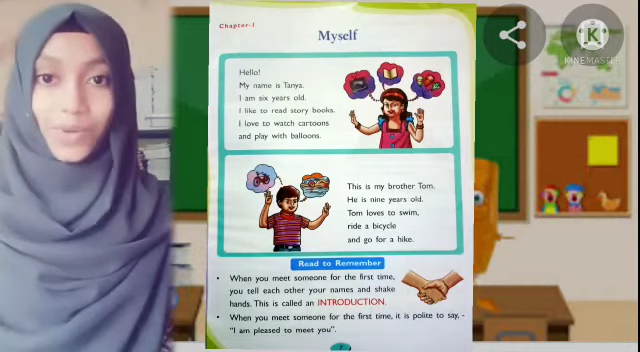 Chapter-1
Myself
Hello!
My name is Tanya.
I am six years old.
I like to read story books.
I love to watch cartoons
and play with balloons.
This is my brother Tom.
He is nine years old.
Tom loves to swim,
ride a bicycle
and go for a hike.
Read to Remember
• When you meet someone for the first time,
you tell each other your names and shake
hands. This is called an INTRODUCTION.
• When you meet someone for the first time, it is polite to say, -
"I am pleased to meet you".
K
KINEMASTER